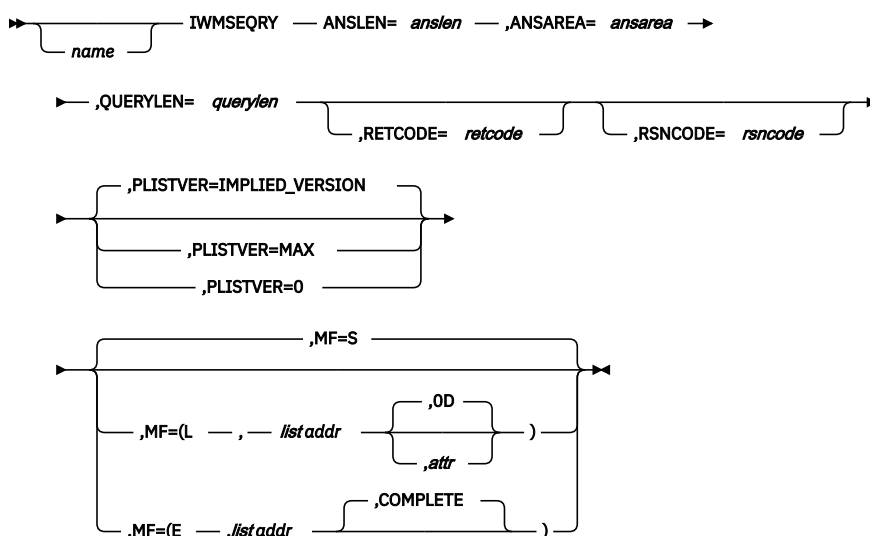 IWMSEQRY ANSLEN= anslen ,ANSAREA= ansarea
name
,QUERYLEN= querylen
,RETCODE= retcode ,RSNCODE= rsncode
,PLISTVER=IMPLIED_VERSION
,PLISTVER=MAX
,PLISTVER=0
,MF=S
,0D
,MF=(L , list addr )
,attr
,COMPLETE
,MF=(E ,list addr )